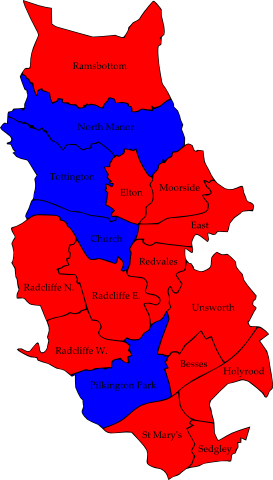 Ramsbottom
North Manor
Tottington
Elton
Moorside
East
Church
Redvales
Radcliffe N.
Radcliffe E.
Unsworth
Radcliffe W.
Besses
Holyrood
Pilkington Park
St Mary's
Sedgley